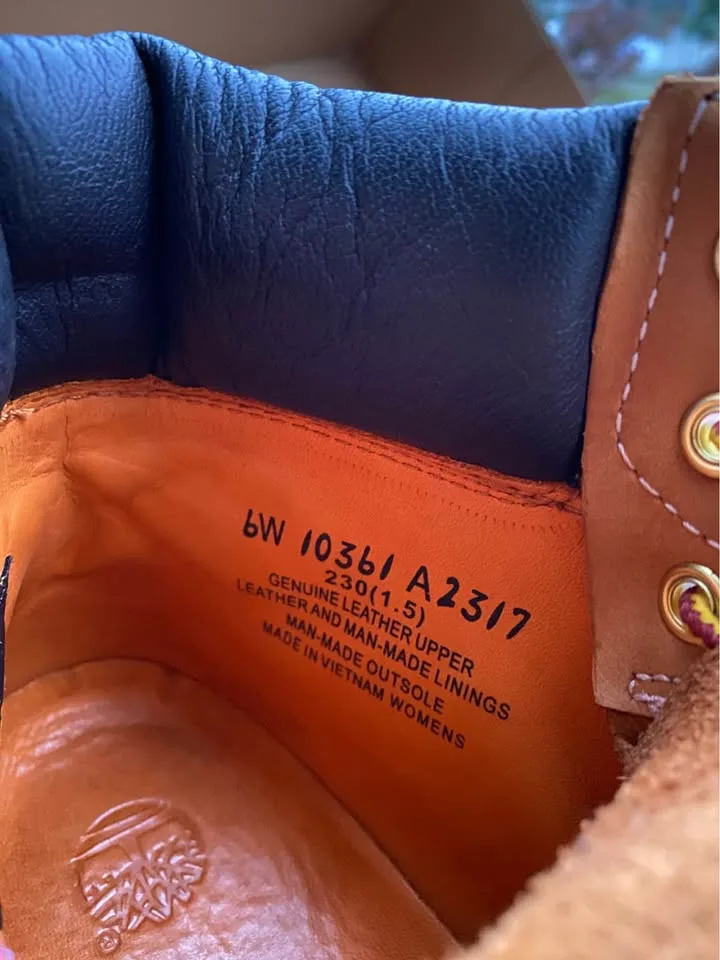 6W 10361 A2317
230(1.5)
GENUINE LEATHER UPPER
LEATHER AND MAN-MADE LININGS
MAN-MADE OUTSOLE
MADE IN VIETNAM WOMENS
®